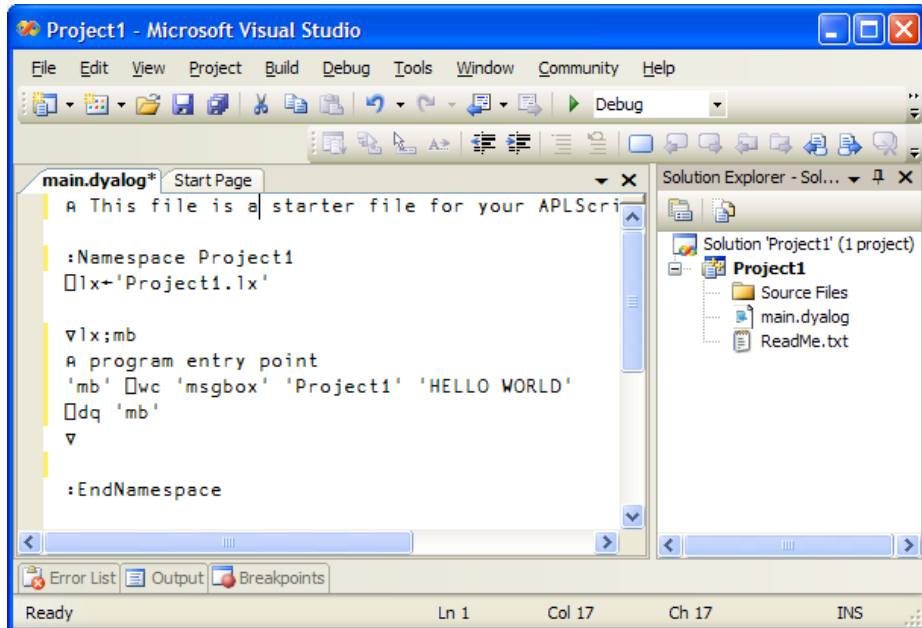 Project1 - Microsoft Visual Studio
File Edit View Project Build Debug Tools Window Community Help
Debug
main.dyalog* Start Page
⍝ This file is a starter file for your APLScri
:Namespace Project1
⎕lx←'Project1.lx'
∇lx;mb
⍝ program entry point
'mb' ⎕wc 'msgbox' 'Project1' 'HELLO WORLD'
⎕dq 'mb'
∇
:EndNamespace
Solution Explorer - Sol...
Solution 'Project1' (1 project)
Project1
Source Files
main.dyalog
ReadMe.txt
Error List Output Breakpoints
Ready Ln 1 Col 17 Ch 17 INS